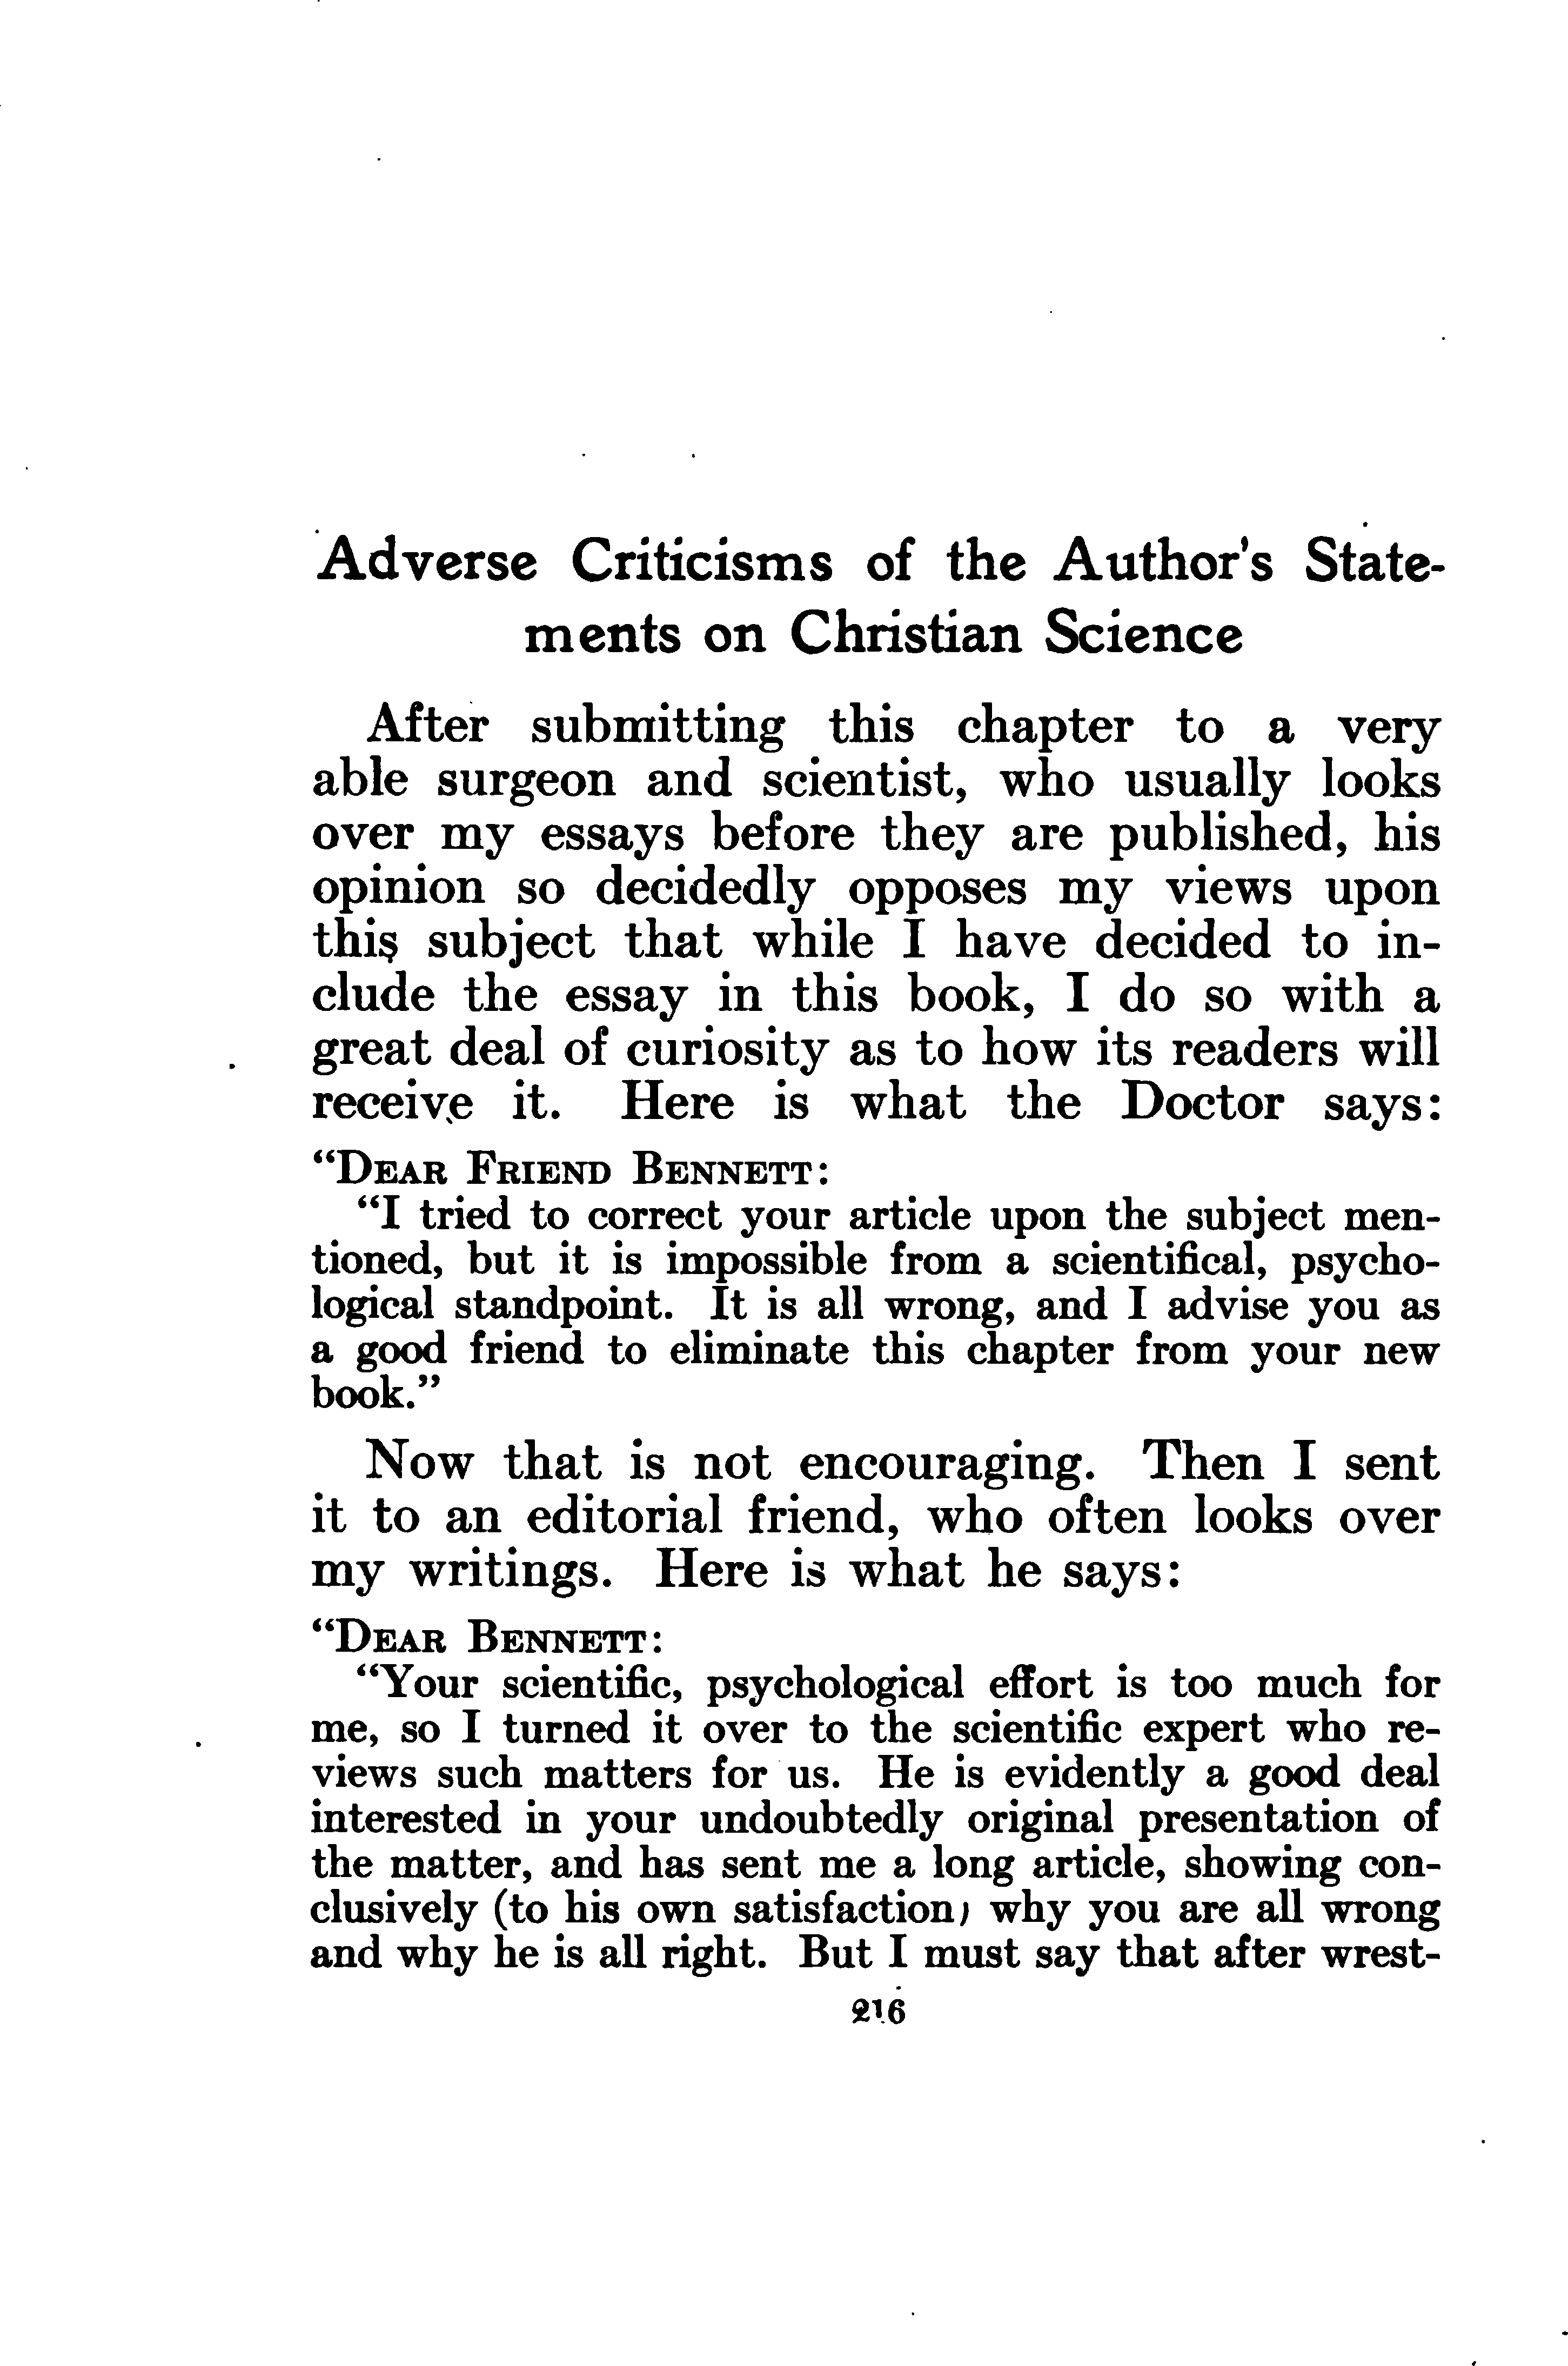 Adverse Criticisms of the Author's State-
ments on Christian Science
After submitting this chapter to a very
able surgeon and scientist, who usually looks
over my essays before they are published, his
opinion so decidedly opposes my views upon
this subject that while I have decided to in-
clude the essay in this book, I do so with a
great deal of curiosity as to how its readers will
receive it. Here is what the Doctor says:
"DEAR FRIEND BENNETT:
"I tried to correct your article upon the subject men-
tioned, but it is impossible from a scientifical, psycho-
logical standpoint. It is all wrong, and I advise you as
a good friend to eliminate this chapter from your new
book."
Now that is not encouraging. Then I sent
it to an editorial friend, who often looks over
my writings. Here is what he says:
"DEAR BENNETT:
"Your scientific, psychological effort is too much for
me, so I turned it over to the scientific expert who re-
views such matters for us. He is evidently a good deal
interested in your undoubtedly original presentation of
the matter, and has sent me a long article, showing con-
clusively (to his own satisfaction) why you are all wrong
and why he is all right. But I must say that after wrest-
216